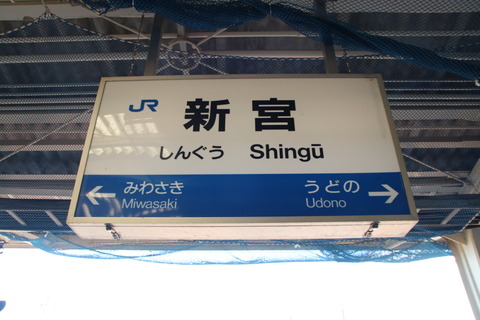 JR 新宮
しんぐう Shingū
みわさき うどの
Miwasaki Udono